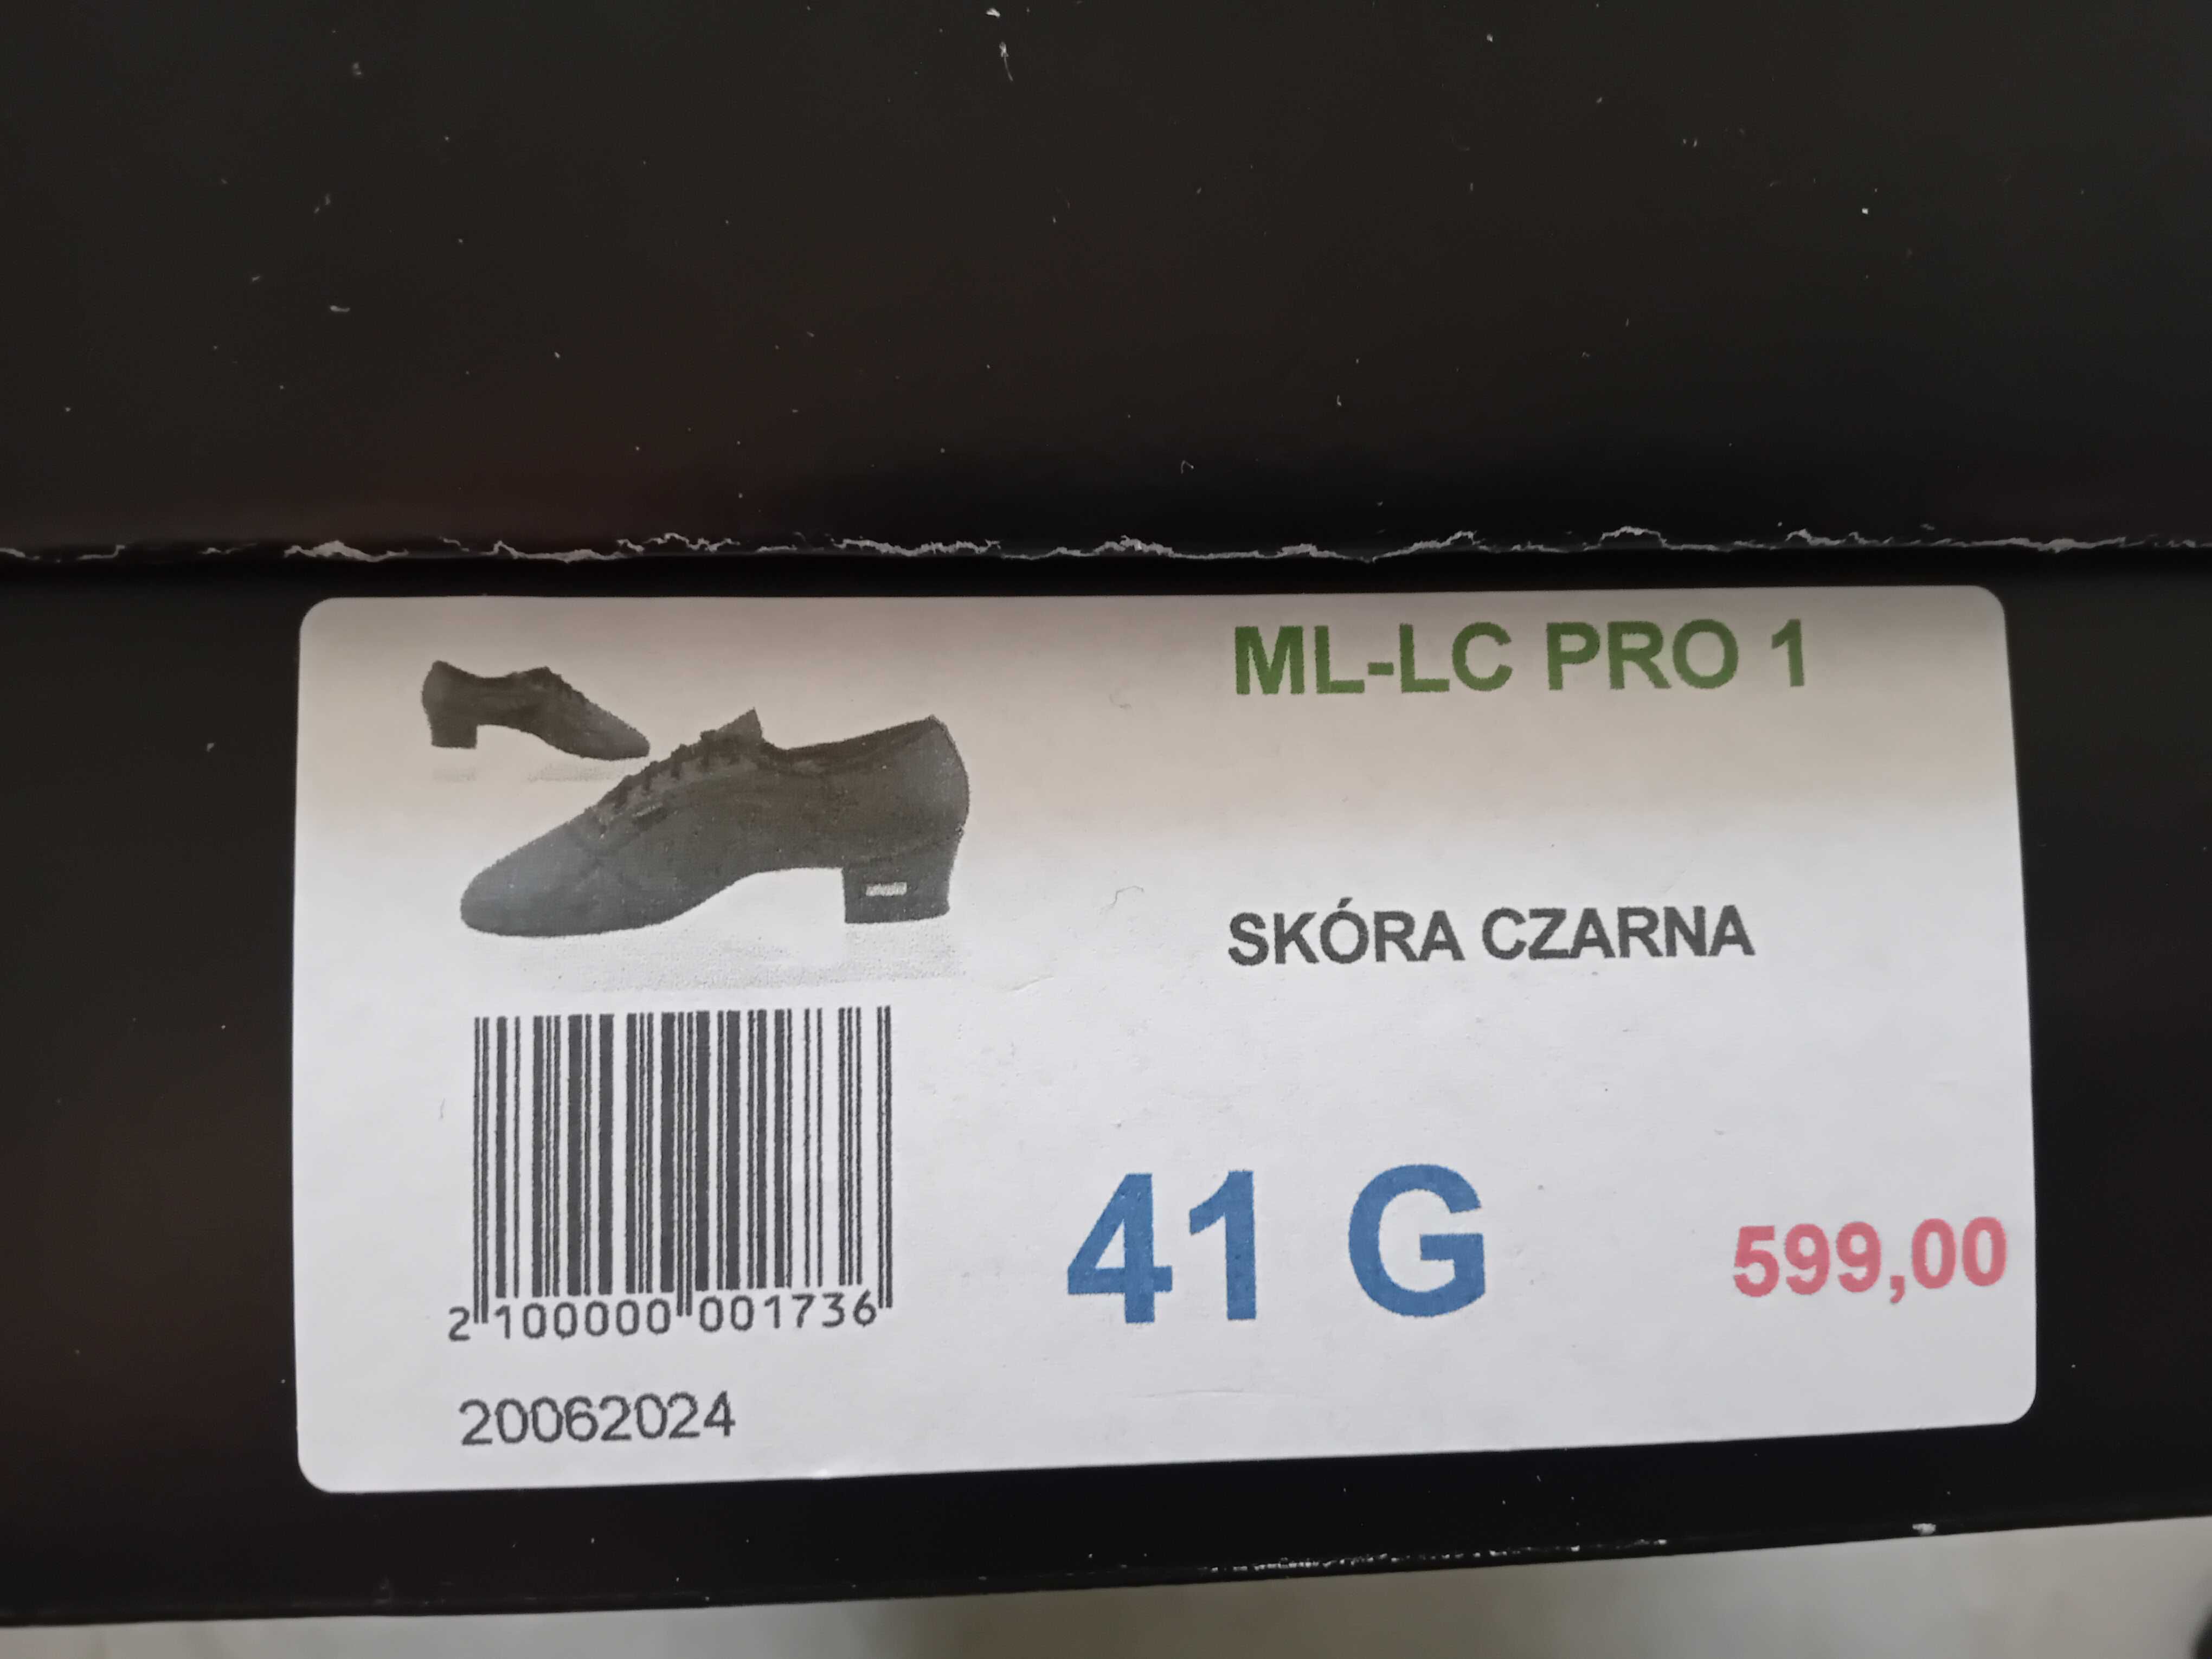 ML-LC PRO 1
SKÓRA CZARNA
41 G
599,00
2 100000 001736
20062024